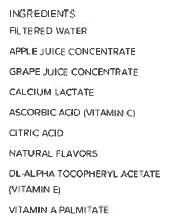 INGREDIENTS
FILTERED WATER
APPLE JUICE CONCENTRATE
GRAPE JUICE CONCENTRATE
CALCIUM LACTATE
ASCORBIC ACID (VITAMIN C)
CITRIC ACID
NATURAL FLAVORS
DL-ALPHA TOCOPHERYL ACETATE
(VITAMIN E)
VITAMIN A PALMITATE